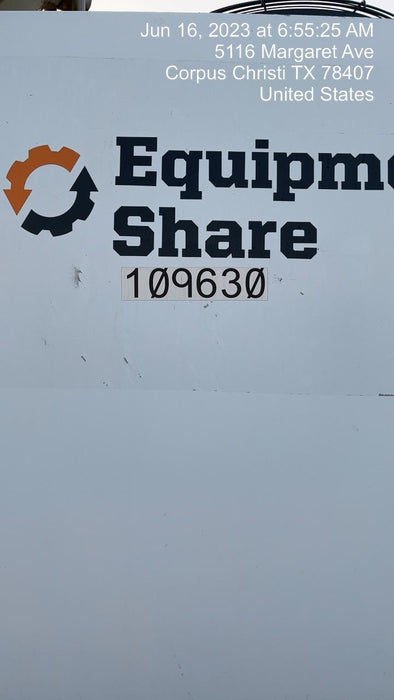 Jun 16, 2023 at 6:55:25 AM
5116 Margaret Ave
Corpus Christi TX 78407
United States
Equipme
Share
109630